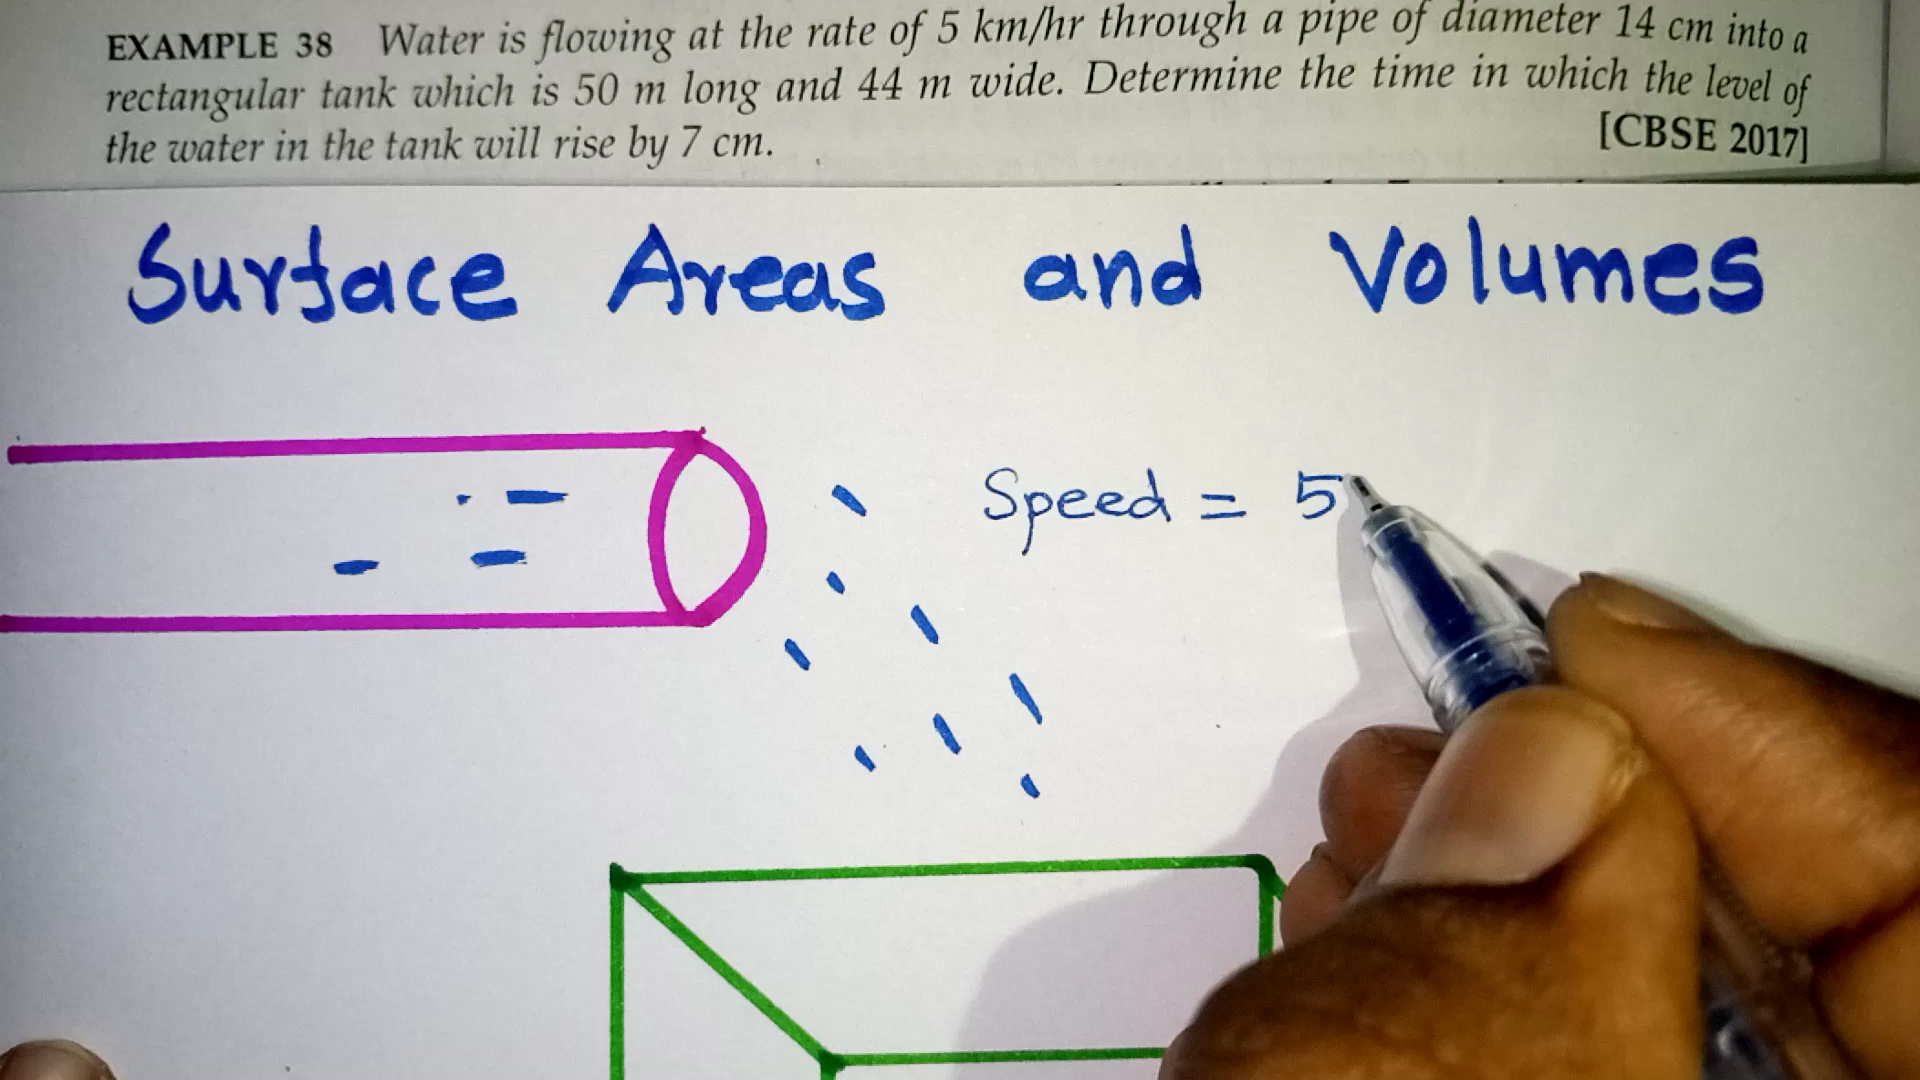 EXAMPLE 38 Water is flowing at the rate of 5 km/hr through a pipe of diameter 14 cm into a
rectangular tank which is 50 m long and 44 m wide. Determine the time in which the level of
the water in the tank will rise by 7 cm. [CBSE 2017]
Surface Areas and Volumes
Speed = 5